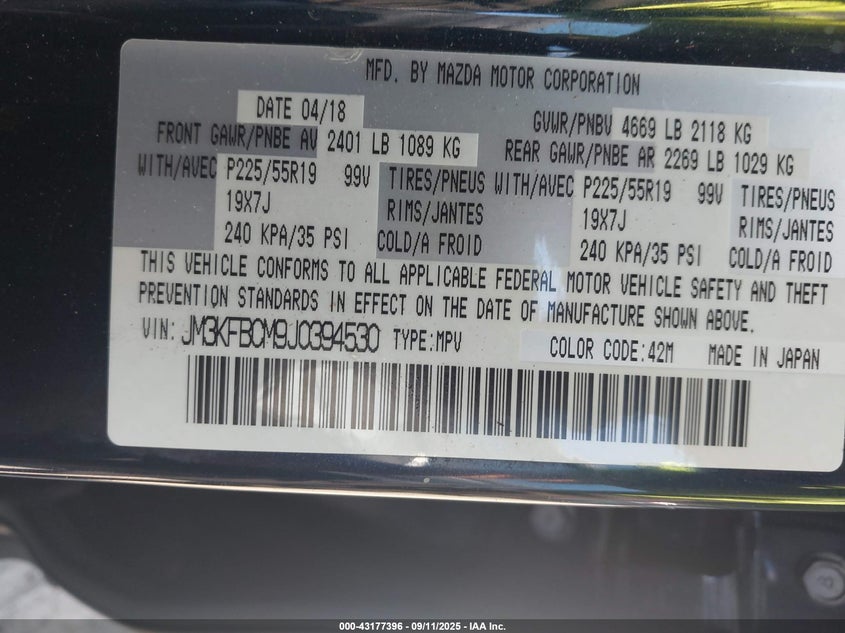 MFD. BY MAZDA MOTOR CORPORATION
DATE 04/18 GVWR/PNBV 4669 LB 2118 KG
FRONT GAWR/PNBE AV 2401 LB 1089 KG REAR GAWR/PNBE AR 2269 LB 1029 KG
WITH/AVEC P225/55R19 99V TIRES/PNEUS WITH/AVEC P225/55R19 99V TIRES/PNEUS
19X7J RIMS/JANTES 19X7J RIMS/JANTES
240 KPA/35 PSI COLD/A FROID 240 KPA/35 PSI COLD/A FROID
THIS VEHICLE CONFORMS TO ALL APPLICABLE FEDERAL MOTOR VEHICLE SAFETY AND THEFT
PREVENTION STANDARDS IN EFFECT ON THE DATE OF MANUFACTURE SHOWN ABOVE.
VIN: JM3KFBCM9J0394530 TYPE:MPV COLOR CODE:42M MADE IN JAPAN
000-43177396 - 09/11/2025 - IAA Inc.